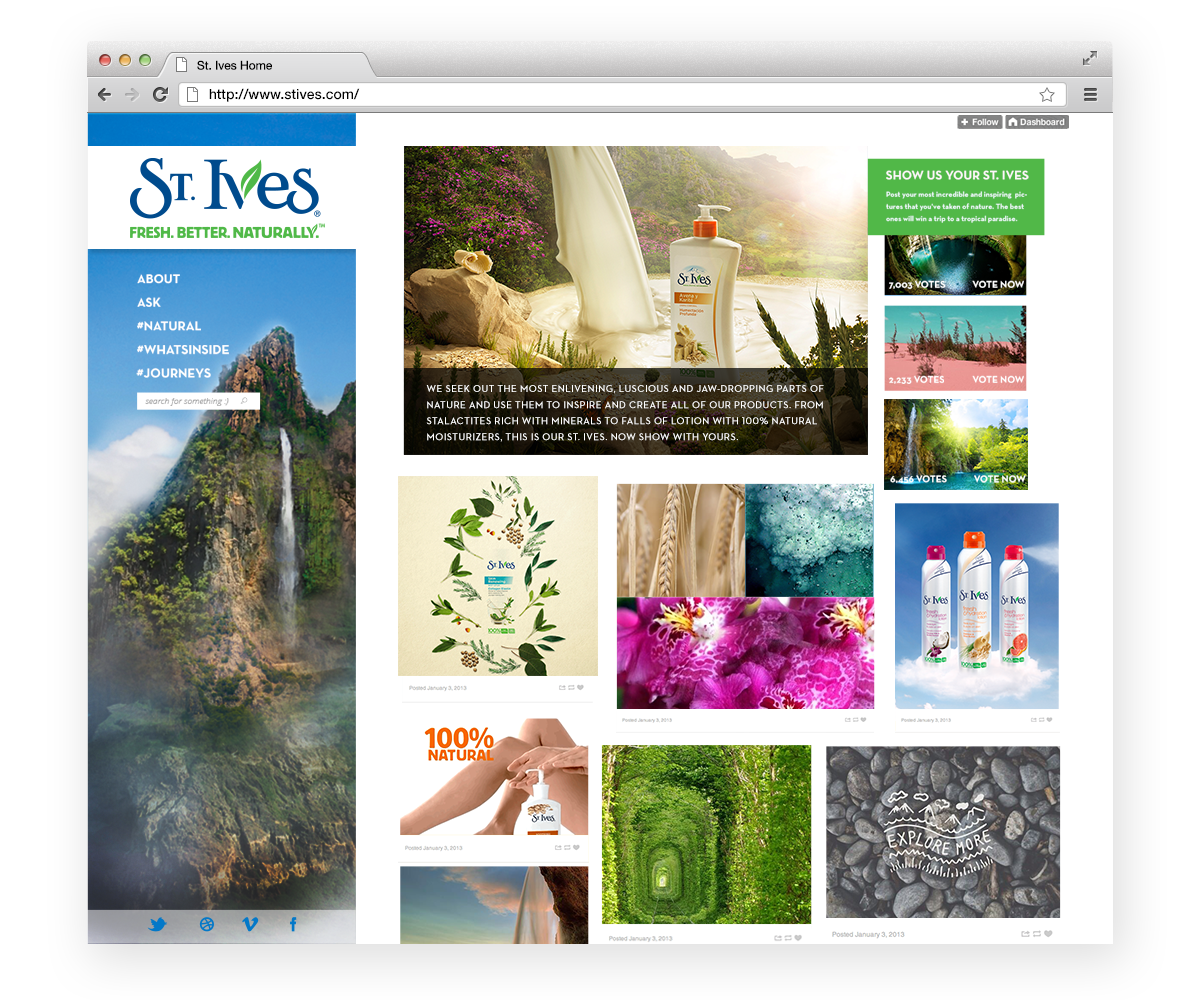 St. Ives Home
http://www.stives.com/
Follow
Dashboard
ST. IVES®
FRESH. BETTER. NATURALLY.™
ABOUT
ASK
#NATURAL
#WHATSINSIDE
#JOURNEYS
search for something :)
ST. IVES
Avena y
Karité
Humectación
Profunda
WE SEEK OUT THE MOST ENLIVENING, LUSCIOUS AND JAW-DROPPING PARTS OF
NATURE AND USE THEM TO INSPIRE AND CREATE ALL OF OUR PRODUCTS. FROM
STALACTITES RICH WITH MINERALS TO FALLS OF LOTION WITH 100% NATURAL
MOISTURIZERS, THIS IS OUR ST. IVES. NOW SHOW WITH YOURS.
SHOW US YOUR ST. IVES
Post your most incredible and inspiring pic-
tures that you've taken of nature. The best
ones will win a trip to a tropical paradise.
7,003 VOTES VOTE NOW
2,233 VOTES VOTE NOW
6,456 VOTES VOTE NOW
ST. IVES
100%
Posted January 3, 2013
Posted January 3, 2013
ST. IVES
ST. IVES
ST. IVES
Posted January 3, 2013
100%
NATURAL
ST. IVES
Posted January 3, 2013
Posted January 3, 2013
EXPLORE MORE
Posted January 3, 2013